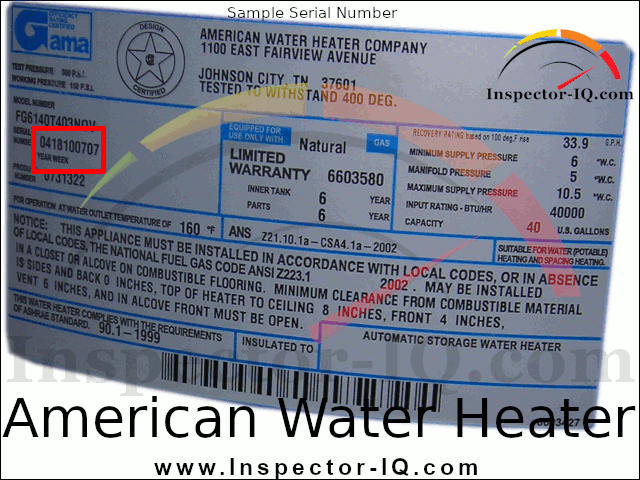 Sample Serial Number
EFFICIENCY
RATING
CERTIFIED
Gama
DESIGN
CERTIFIED
AMERICAN WATER HEATER COMPANY
1100 EAST FAIRVIEW AVENUE
JOHNSON CITY, TN 37601
TESTED TO WITHSTAND 400 DEG.
TEST PRESSURE 300 P.S.I.
WORKING PRESSURE 150 P.S.I.
Inspector-IQ.com
MODEL NUMBER
FG6140T403NOV
SERIAL
NUMBER 0418100707
YEAR WEEK
PRODUCT
NUMBER 0731322
EQUIPPED FOR
USE ONLY WITH Natural GAS
LIMITED
WARRANTY 6603580
INNER TANK 6 YEAR
PARTS 6 YEAR
RECOVERY RATING based on 100 deg.F rise 33.9 G.P.H.
MINIMUM SUPPLY PRESSURE 6 "W.C.
MANIFOLD PRESSURE 5 "W.C.
MAXIMUM SUPPLY PRESSURE 10.5 "W.C.
INPUT RATING - BTU/HR 40000
CAPACITY 40 U.S. GALLONS
FOR OPERATION AT WATER OUTLET TEMPERATURE OF 160 °F
ANS Z21.10.1a-CSA4.1a-2002
SUITABLE FOR WATER (POTABLE)
HEATING AND SPACING HEATING.
NOTICE: THIS APPLIANCE MUST BE INSTALLED IN ACCORDANCE WITH LOCAL CODES, OR IN ABSENCE
OF LOCAL CODES, THE NATIONAL FUEL GAS CODE ANSI Z223.1 2002 . MAY BE INSTALLED
IN A CLOSET OR ALCOVE ON COMBUSTIBLE FLOORING. MINIMUM CLEARANCE FROM COMBUSTIBLE MATERIAL
IS SIDES AND BACK 0 INCHES, TOP OF HEATER TO CEILING 8 INCHES, FRONT 4 INCHES,
VENT 6 INCHES, AND IN ALCOVE FRONT MUST BE OPEN.
THIS WATER HEATER COMPLIES WITH THE REQUIREMENTS
OF ASHRAE STANDARD. 90.1-1999
INSULATED TO
AUTOMATIC STORAGE WATER HEATER
Inspector-IQ.com
American Water Heater
www.Inspector-IQ.com